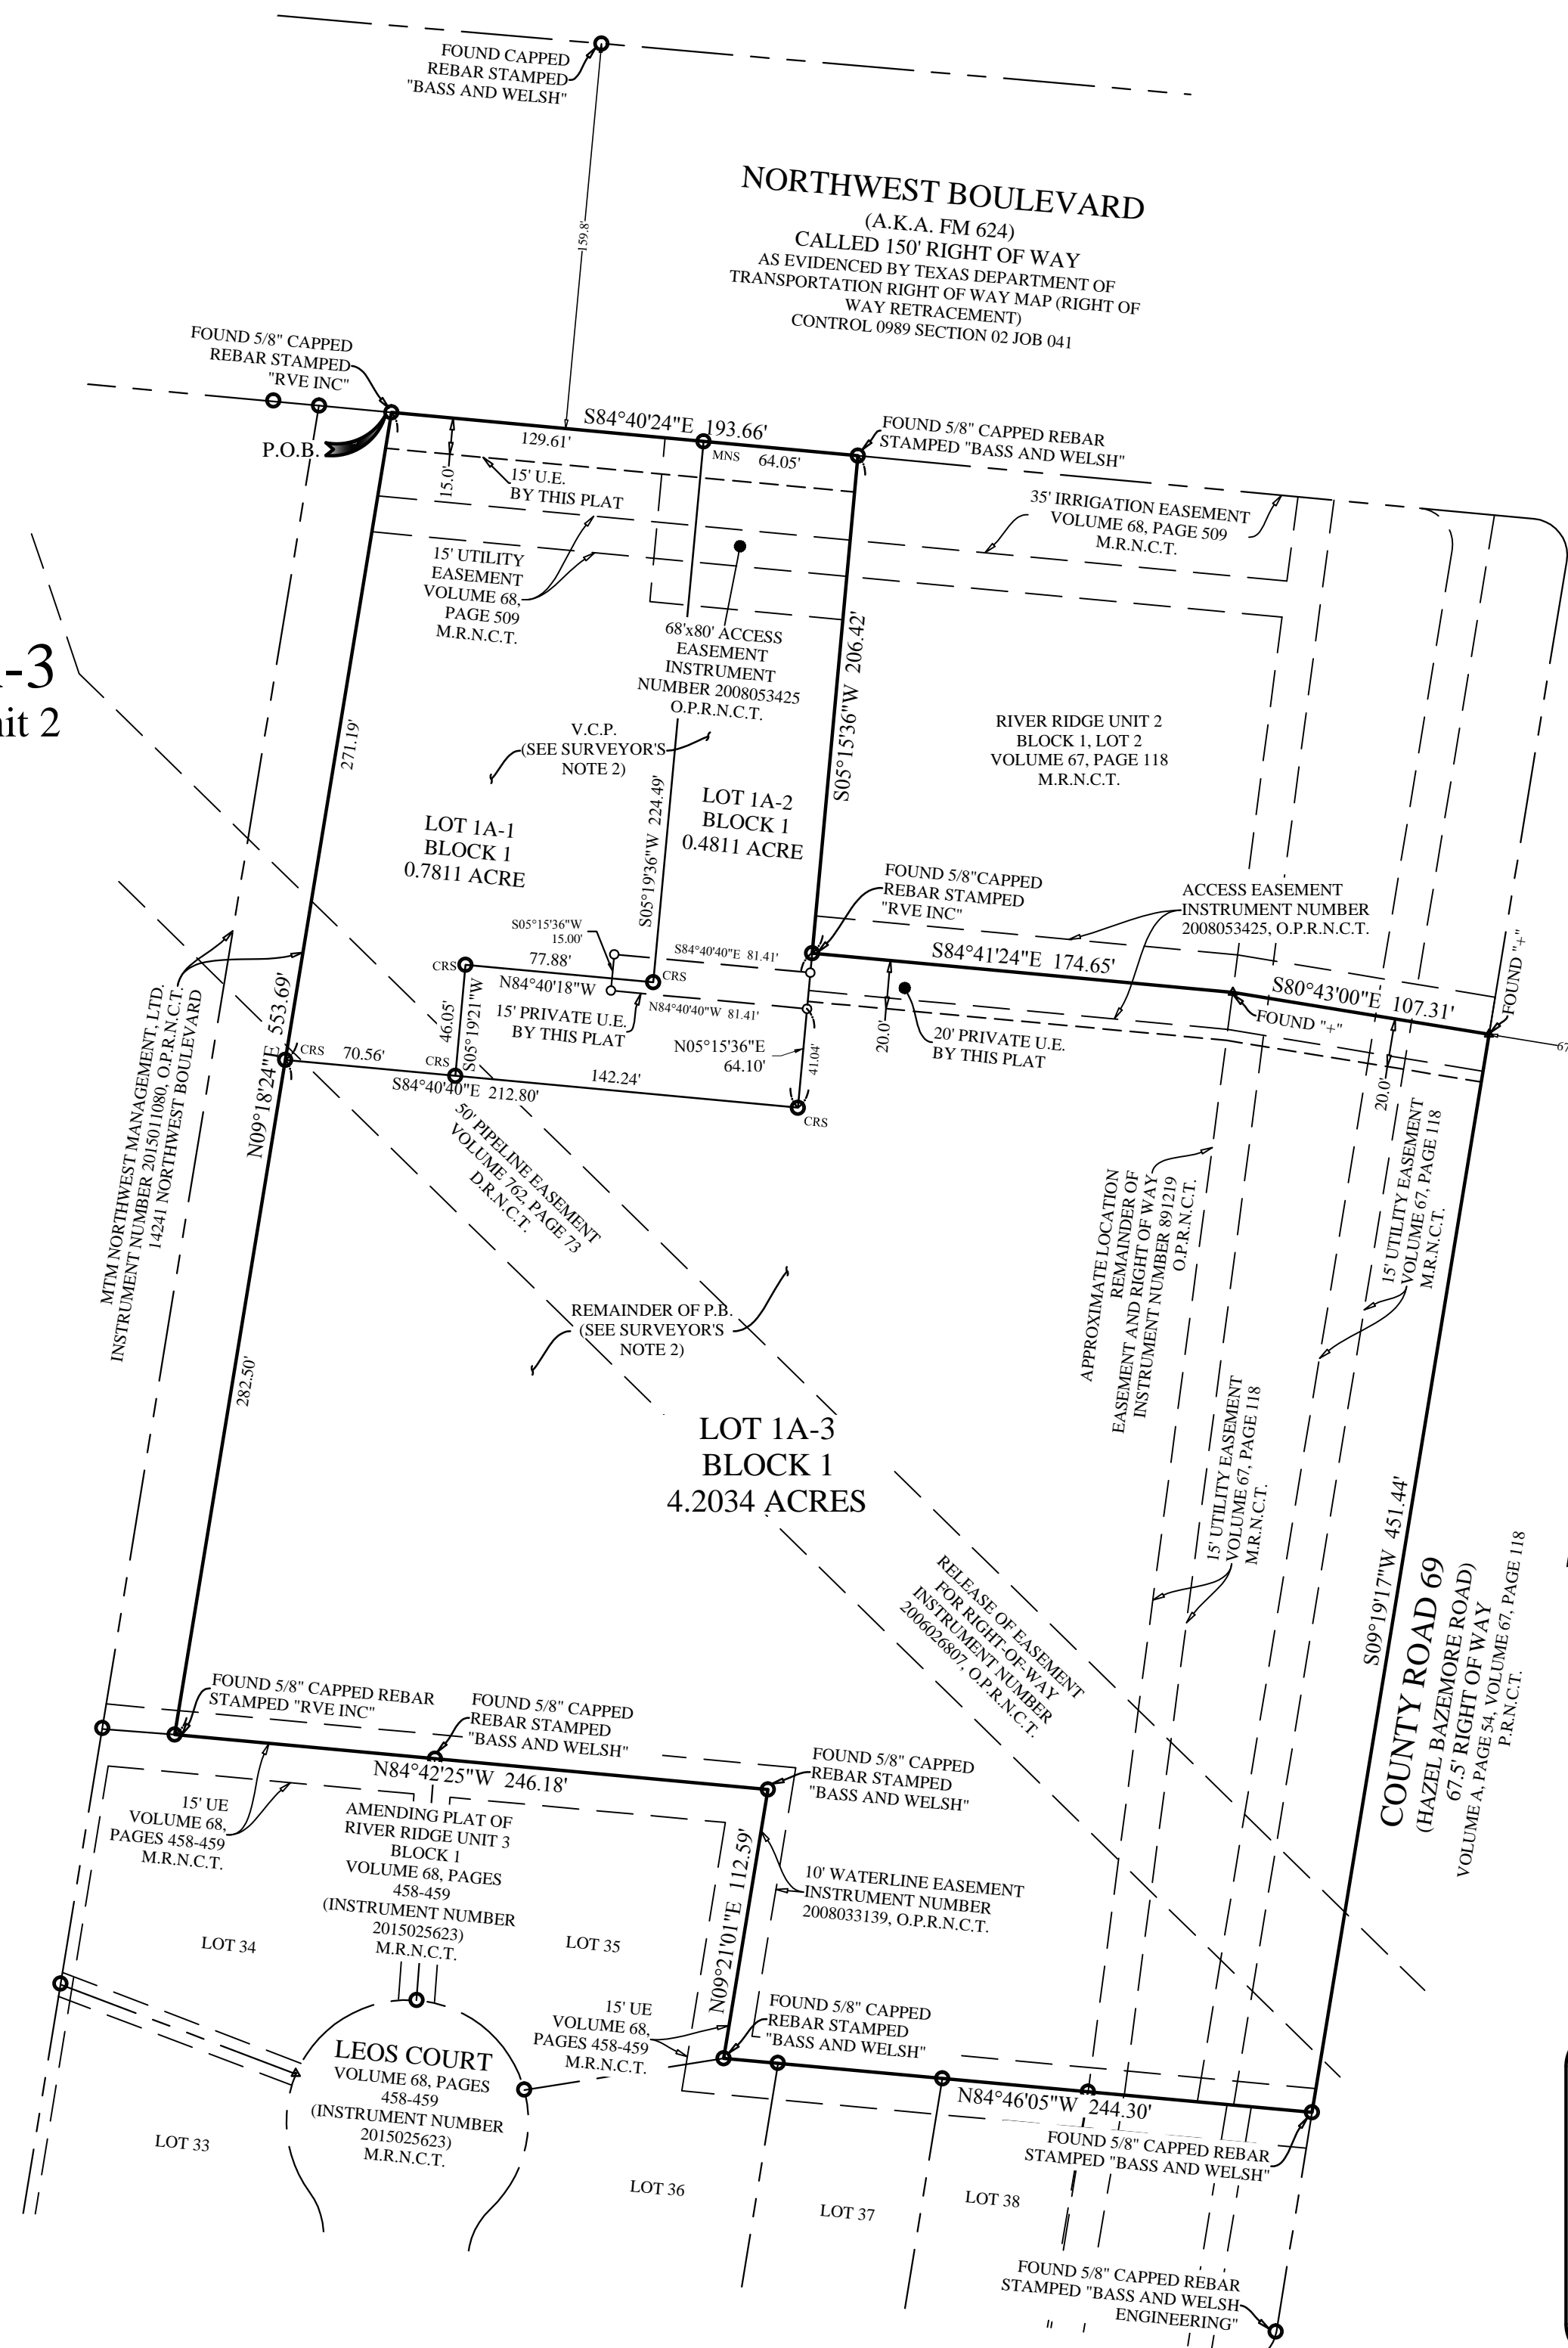 FOUND CAPPED
REBAR STAMPED
"BASS AND WELSH"
159.8'
NORTHWEST BOULEVARD
(A.K.A. FM 624)
CALLED 150' RIGHT OF WAY
AS EVIDENCED BY TEXAS DEPARTMENT OF
TRANSPORTATION RIGHT OF WAY MAP (RIGHT OF
WAY RETRACEMENT)
CONTROL 0989 SECTION 02 JOB 041
FOUND 5/8" CAPPED
REBAR STAMPED
"RVE INC"
P.O.B.
S84°40'24"E 193.66'
129.61'
MNS
64.05'
15.0'
15' U.E.
BY THIS PLAT
FOUND 5/8" CAPPED REBAR
STAMPED "BASS AND WELSH"
35' IRRIGATION EASEMENT
VOLUME 68, PAGE 509
M.R.N.C.T.
15' UTILITY
EASEMENT
VOLUME 68,
PAGE 509
M.R.N.C.T.
68'x80' ACCESS
EASEMENT
INSTRUMENT
NUMBER 2008053425
O.P.R.N.C.T.
S05°15'36"W 206.42'
-3
it 2
271.19'
V.C.P.
(SEE SURVEYOR'S
NOTE 2)
RIVER RIDGE UNIT 2
BLOCK 1, LOT 2
VOLUME 67, PAGE 118
M.R.N.C.T.
LOT 1A-1
BLOCK 1
0.7811 ACRE
S05°19'36"W 224.49'
LOT 1A-2
BLOCK 1
0.4811 ACRE
FOUND 5/8"CAPPED
REBAR STAMPED
"RVE INC"
ACCESS EASEMENT
INSTRUMENT NUMBER
2008053425, O.P.R.N.C.T.
S05°15'36"W
15.00'
S84°40'40"E 81.41'
S84°41'24"E 174.65'
S80°43'00"E 107.31'
FOUND "+"
FOUND "+"
67
CRS
77.88'
N84°40'18"W
CRS
N84°40'40"W 81.41'
15' PRIVATE U.E.
BY THIS PLAT
46.05'
S05°19'21"W
N05°15'36"E
64.10'
41.04'
20.0'
20' PRIVATE U.E.
BY THIS PLAT
20.0'
CRS
70.56'
CRS
142.24'
S84°40'40"E 212.80'
CRS
N09°18'24"E 553.69'
MTM NORTHWEST MANAGEMENT, LTD.
INSTRUMENT NUMBER 2015011080, O.P.R.N.C.T.
14241 NORTHWEST BOULEVARD
50' PIPELINE EASEMENT
VOLUME 762, PAGE 73
D.R.N.C.T.
APPROXIMATE LOCATION
REMAINDER OF
EASEMENT AND RIGHT OF WAY
INSTRUMENT NUMBER 891219
O.P.R.N.C.T.
15' UTILITY EASEMENT
VOLUME 67, PAGE 118
M.R.N.C.T.
REMAINDER OF P.B.
(SEE SURVEYOR'S
NOTE 2)
282.50'
LOT 1A-3
BLOCK 1
4.2034 ACRES
15' UTILITY EASEMENT
VOLUME 67, PAGE 118
M.R.N.C.T.
S09°19'17"W 451.44'
COUNTY ROAD 69
(HAZEL BAZEMORE ROAD)
67.5' RIGHT OF WAY
VOLUME A, PAGE 54, VOLUME 67, PAGE 118
P.R.N.C.T.
RELEASE OF EASEMENT
FOR RIGHT-OF-WAY
INSTRUMENT NUMBER
2006026807, O.P.R.N.C.T.
FOUND 5/8" CAPPED REBAR
STAMPED "RVE INC"
FOUND 5/8" CAPPED
REBAR STAMPED
"BASS AND WELSH"
N84°42'25"W 246.18'
FOUND 5/8" CAPPED
REBAR STAMPED
"BASS AND WELSH"
15' UE
VOLUME 68,
PAGES 458-459
M.R.N.C.T.
AMENDING PLAT OF
RIVER RIDGE UNIT 3
BLOCK 1
VOLUME 68, PAGES
458-459
(INSTRUMENT NUMBER
2015025623)
M.R.N.C.T.
N09°21'01"E 112.59'
10' WATERLINE EASEMENT
INSTRUMENT NUMBER
2008033139, O.P.R.N.C.T.
LOT 34
LOT 35
15' UE
VOLUME 68,
PAGES 458-459
M.R.N.C.T.
FOUND 5/8" CAPPED
REBAR STAMPED
"BASS AND WELSH"
LEOS COURT
VOLUME 68, PAGES
458-459
(INSTRUMENT NUMBER
2015025623)
M.R.N.C.T.
N84°46'05"W 244.30'
FOUND 5/8" CAPPED REBAR
STAMPED "BASS AND WELSH"
LOT 33
LOT 36
LOT 37
LOT 38
FOUND 5/8" CAPPED REBAR
STAMPED "BASS AND WELSH
ENGINEERING"